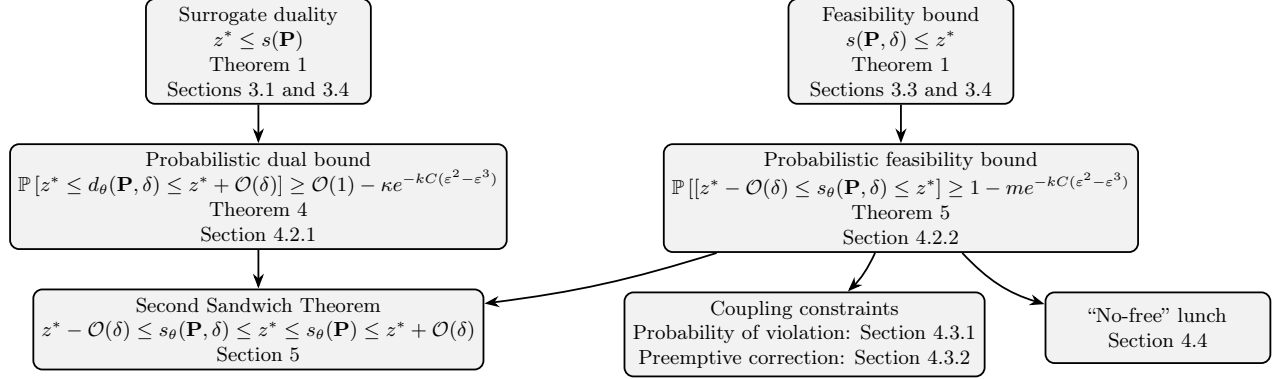 Surrogate duality
z* ≤ s(𝐏)
Theorem 1
Sections 3.1 and 3.4
Feasibility bound
s(𝐏, δ) ≤ z*
Theorem 1
Sections 3.3 and 3.4
Probabilistic dual bound
ℙ [z* ≤ d_θ(𝐏, δ) ≤ z* + 𝒪(δ)] ≥ 𝒪(1) − κe^{−kC(ε²−ε³)}
Theorem 4
Section 4.2.1
Probabilistic feasibility bound
ℙ [[z* − 𝒪(δ) ≤ s_θ(𝐏, δ) ≤ z*] ≥ 1 − me^{−kC(ε²−ε³)}
Theorem 5
Section 4.2.2
Second Sandwich Theorem
z* − 𝒪(δ) ≤ s_θ(𝐏, δ) ≤ z* ≤ s_θ(𝐏) ≤ z* + 𝒪(δ)
Section 5
Coupling constraints
Probability of violation: Section 4.3.1
Preemptive correction: Section 4.3.2
“No-free” lunch
Section 4.4